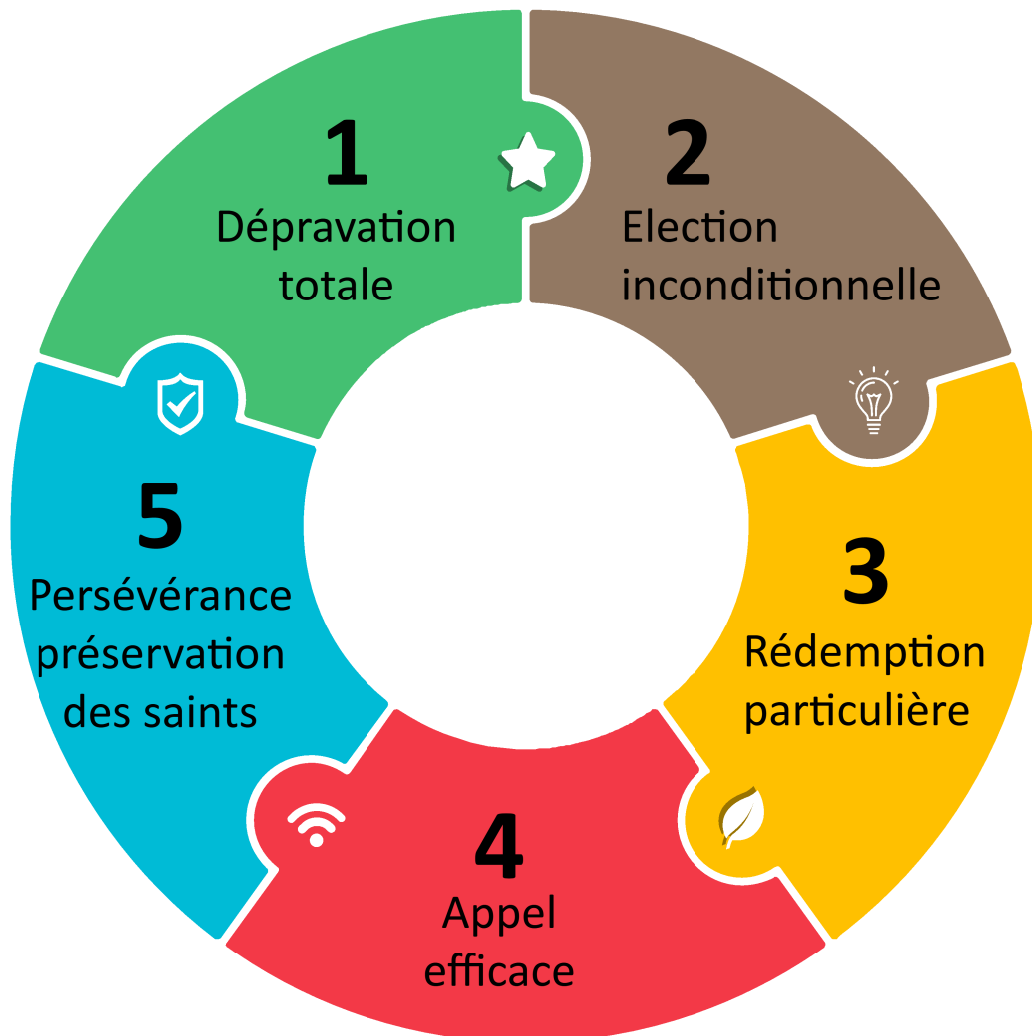 1
Dépravation
totale
2
Election
inconditionnelle
3
Rédemption
particulière
4
Appel
efficace
5
Persévérance
préservation
des saints